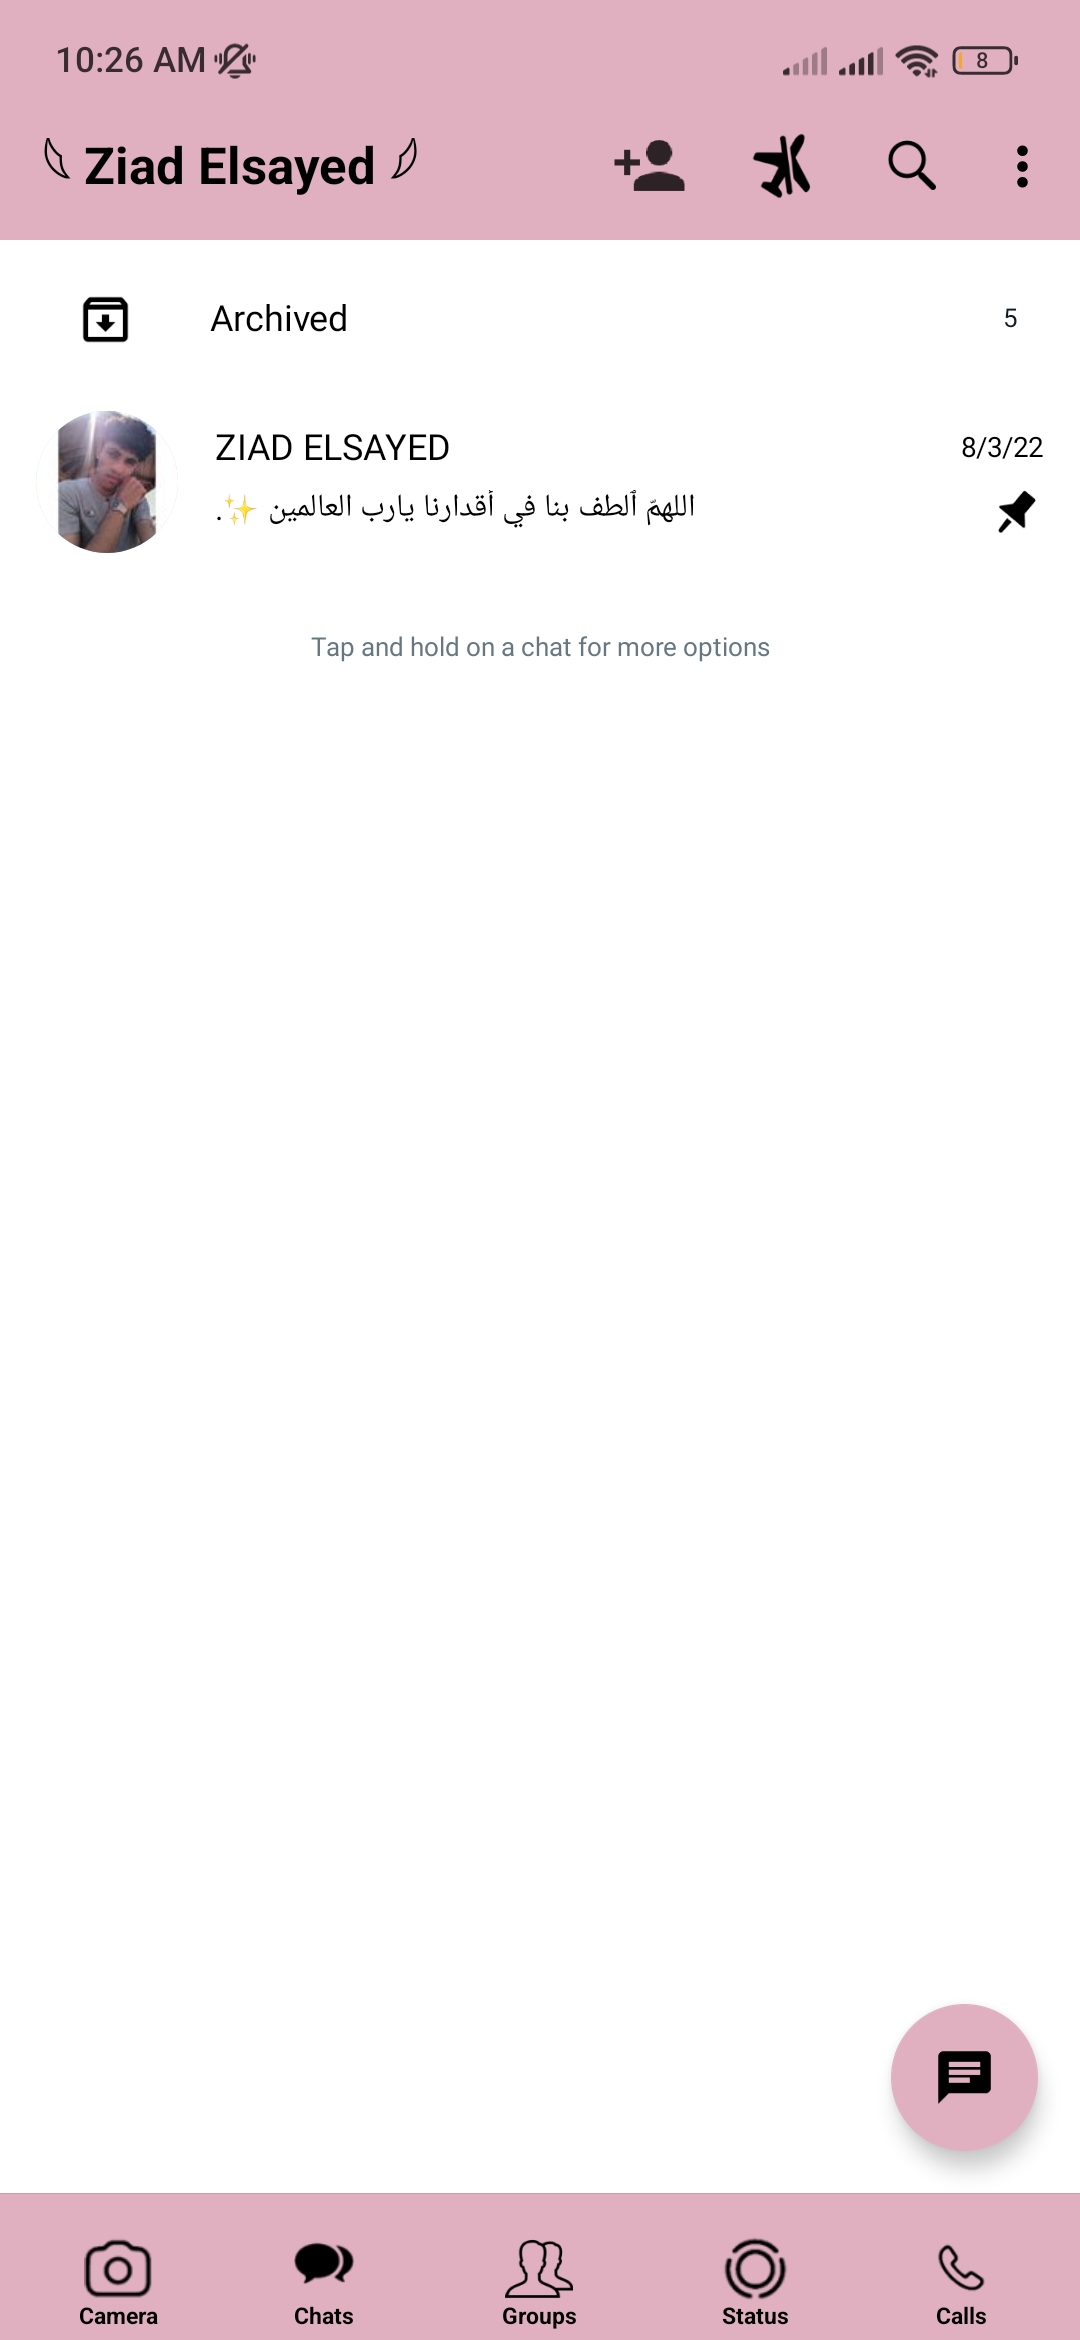 10:26 AM
8
Ziad Elsayed
Archived
5
ZIAD ELSAYED
8/3/22
اللهمّ ٱلطف بنا في أقدارنا يارب العالمين ✨.
Tap and hold on a chat for more options
Camera
Chats
Groups
Status
Calls